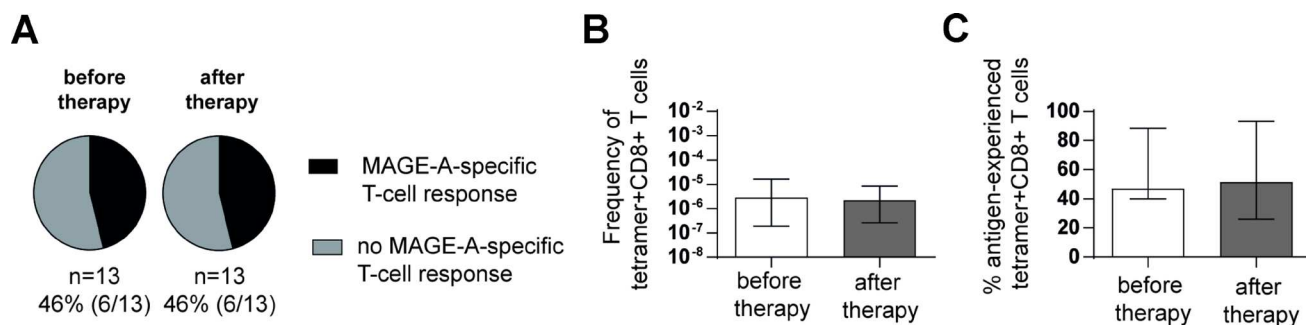 A
before
therapy
after
therapy
n=13
46% (6/13)
n=13
46% (6/13)
MAGE-A-specific
T-cell response
no MAGE-A-specific
T-cell response
B
Frequency of
tetramer+CD8+ T cells
10-2
10-3
10-4
10-5
10-6
10-7
10-8
before
therapy
after
therapy
C
% antigen-experienced
tetramer+CD8+ T cells
100
80
60
40
20
0
before
therapy
after
therapy